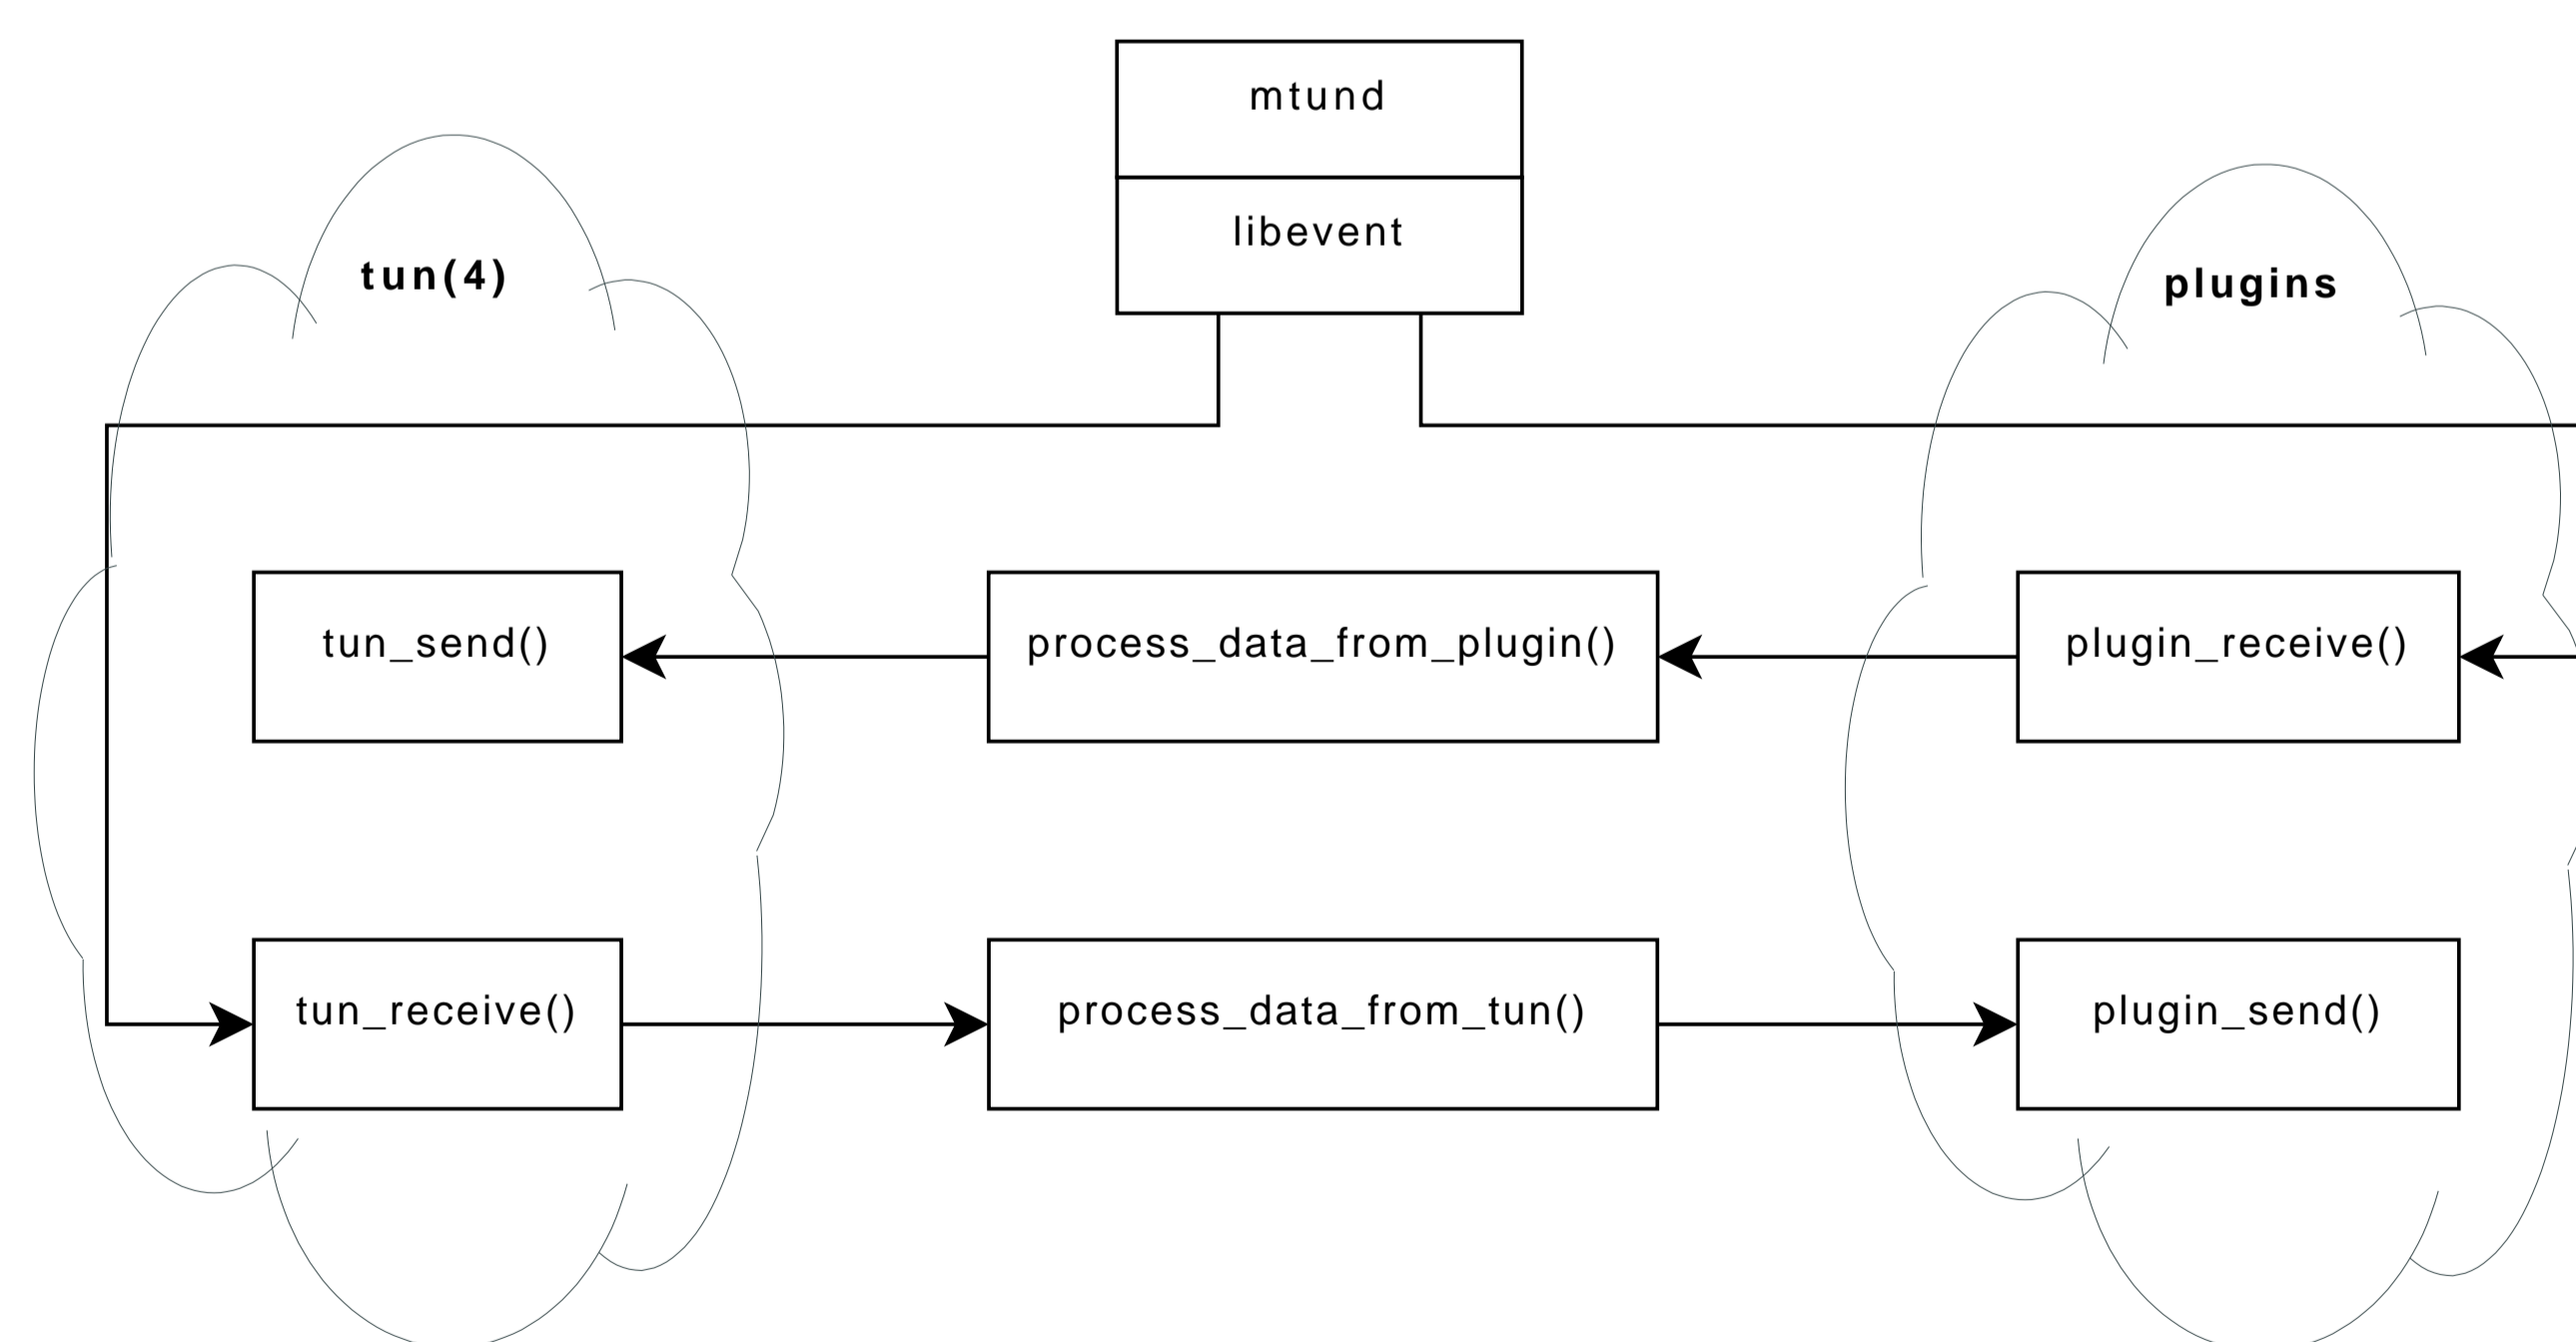 mtund
libevent
tun(4)
plugins
tun_send()
process_data_from_plugin()
plugin_receive()
tun_receive()
process_data_from_tun()
plugin_send()